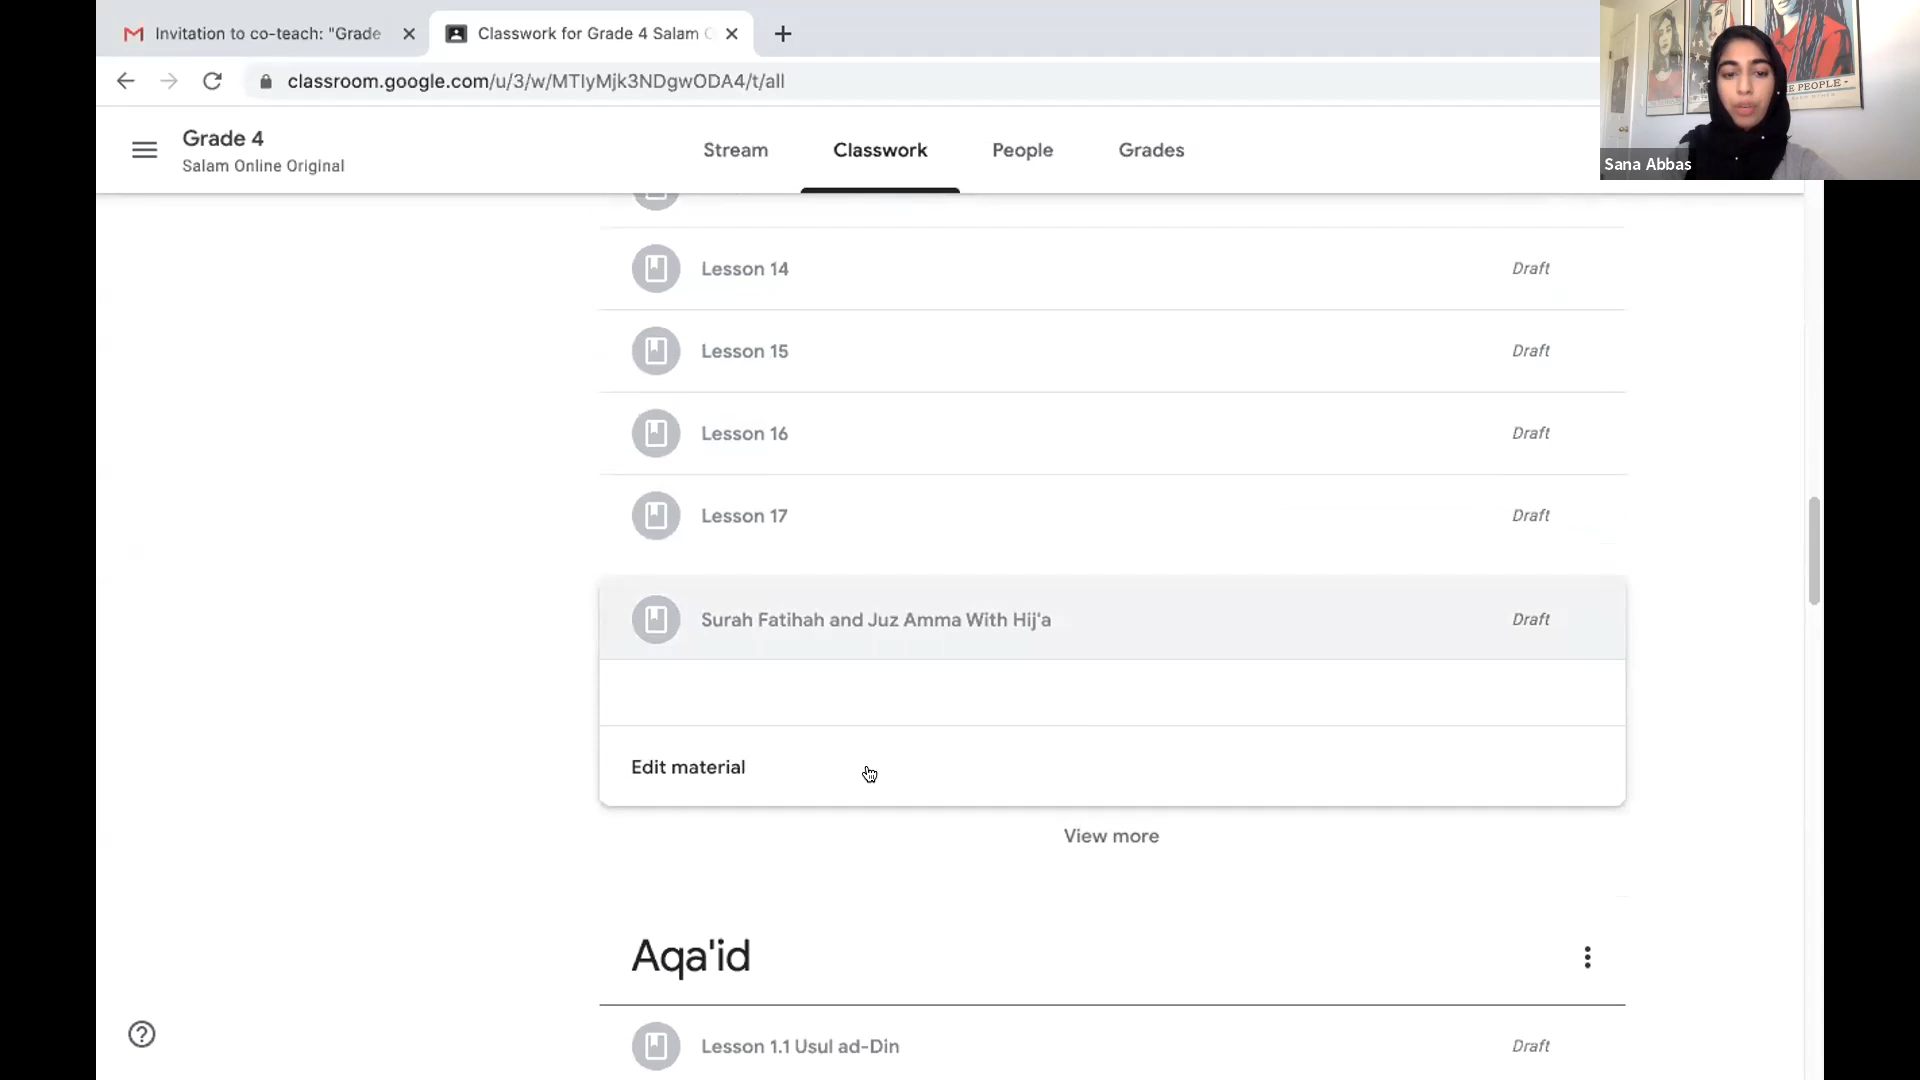 Invitation to co-teach: "Grade
Classwork for Grade 4 Salam
classroom.google.com/u/3/w/MTIyMjk3NDgwODA4/t/all
Grade 4
Salam Online Original
Stream
Classwork
People
Grades
E PEOPLE -
Sana Abbas
Lesson 14
Draft
Lesson 15
Draft
Lesson 16
Draft
Lesson 17
Draft
Surah Fatihah and Juz Amma With Hij'a
Draft
Edit material
View more
Aqa'id
Lesson 1.1 Usul ad-Din
Draft